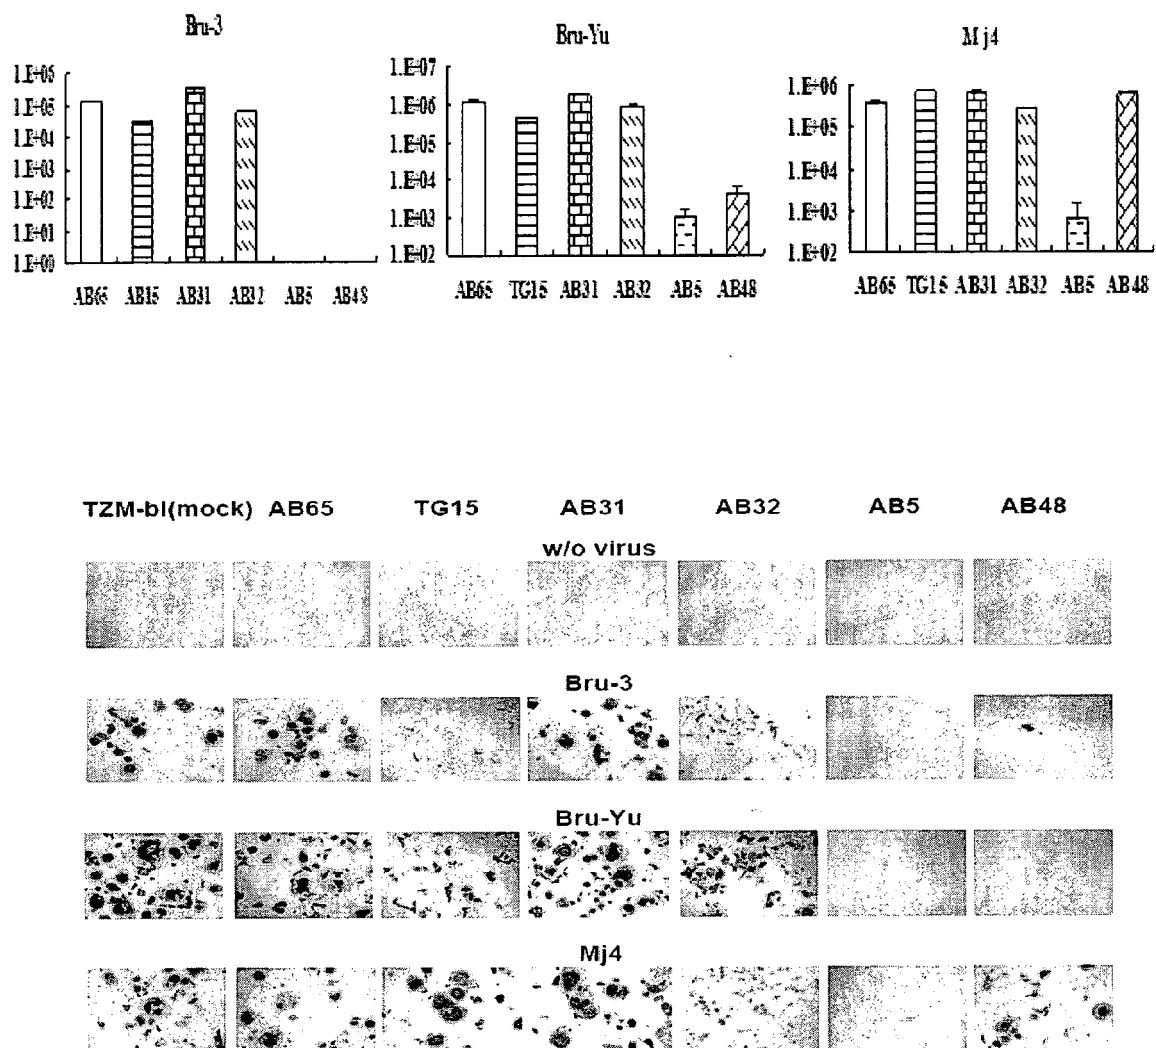 Bru-3
1.E+06
1.E+05
1.E+04
1.E+03
1.E+02
1.E+01
1.E+00
AB65 AB15 AB31 AB32 AB5 AB48
Bru-Yu
1.E+07
1.E+06
1.E+05
1.E+04
1.E+03
1.E+02
AB65 TG15 AB31 AB32 AB5 AB48
Mj4
1.E+06
1.E+05
1.E+04
1.E+03
1.E+02
AB65 TG15 AB31 AB32 AB5 AB48
TZM-bl(mock) AB65 TG15 AB31 AB32 AB5 AB48
w/o virus
Bru-3
Bru-Yu
Mj4